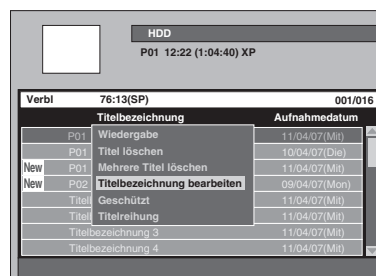 HDD
P01 12:22 (1:04:40) XP
Verbl 76:13(SP) 001/016
Titelbezeichnung Aufnahmedatum
P01 Wiedergabe 11/04/07(Mit)
P01 Titel löschen 10/04/07(Die)
New P01 Mehrere Titel löschen 11/04/07(Mit)
New P02 Titelbezeichnung bearbeiten 09/04/07(Mon)
Titel Geschützt 11/04/07(Mit)
Titel Titelreihung 11/04/07(Mit)
Titelbezeichnung 3 11/04/07(Mit)
Titelbezeichnung 4 11/04/07(Mit)